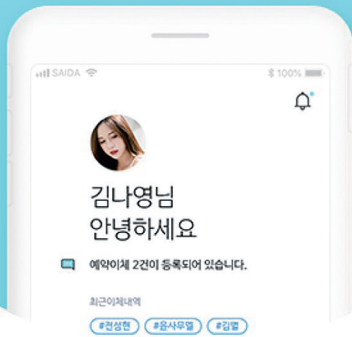 SAIDA
100%
김나영님
안녕하세요
예약이체 2건이 등록되어 있습니다.
최근이체내역
#전성현 #윤사무엘 #김별